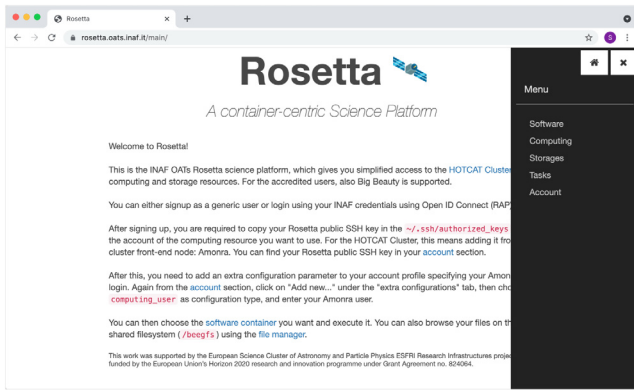 Rosetta
rosetta.oats.inaf.it/main/
S
Rosetta
A container-centric Science Platform
Menu
Software
Computing
Storages
Tasks
Account
Welcome to Rosetta!
This is the INAF OATs Rosetta science platform, which gives you simplified access to the HOTCAT Cluster
computing and storage resources. For the accredited users, also Big Beauty is supported.
You can either signup as a generic user or login using your INAF credentials using Open ID Connect (RAP)
After signing up, you are required to copy your Rosetta public SSH key in the ~/.ssh/authorized_keys
the account of the computing resource you want to use. For the HOTCAT Cluster, this means adding it fro
cluster front-end node: Amonra. You can find your Rosetta public SSH key in your account section.
After this, you need to add an extra configuration parameter to your account profile specifying your Amon
login. Again from the account section, click on "Add new..." under the "extra configurations" tab, then cho
computing_user as configuration type, and enter your Amonra user.
You can then choose the software container you want and execute it. You can also browse your files on th
shared filesystem ( /beegfs ) using the file manager.
This work was supported by the European Science Cluster of Astronomy and Particle Physics ESFRI Research Infrastructures projec
funded by the European Union's Horizon 2020 research and innovation programme under Grant Agreement no. 824064.